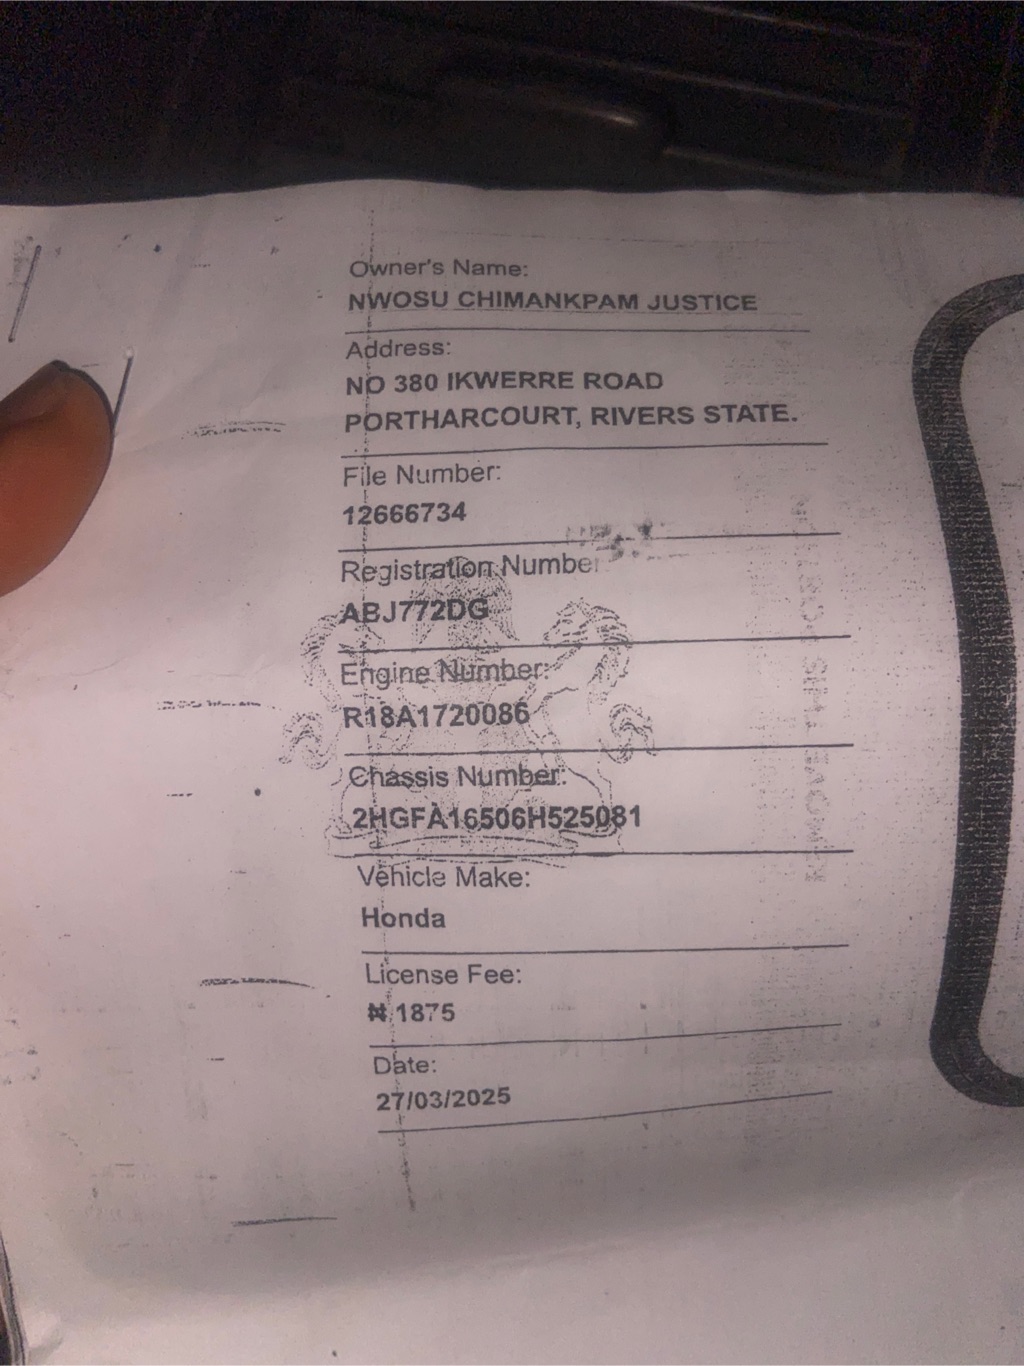 Owner's Name:
NWOSU CHIMANKPAM JUSTICE
Address:
NO 380 IKWERRE ROAD
PORTHARCOURT, RIVERS STATE.
File Number:
12666734
Registration Number
ABJ772DG
Engine Number:
R18A1720086
Chassis Number:
2HGFA16506H525081
Vehicle Make:
Honda
License Fee:
₦ 1875
Date:
27/03/2025